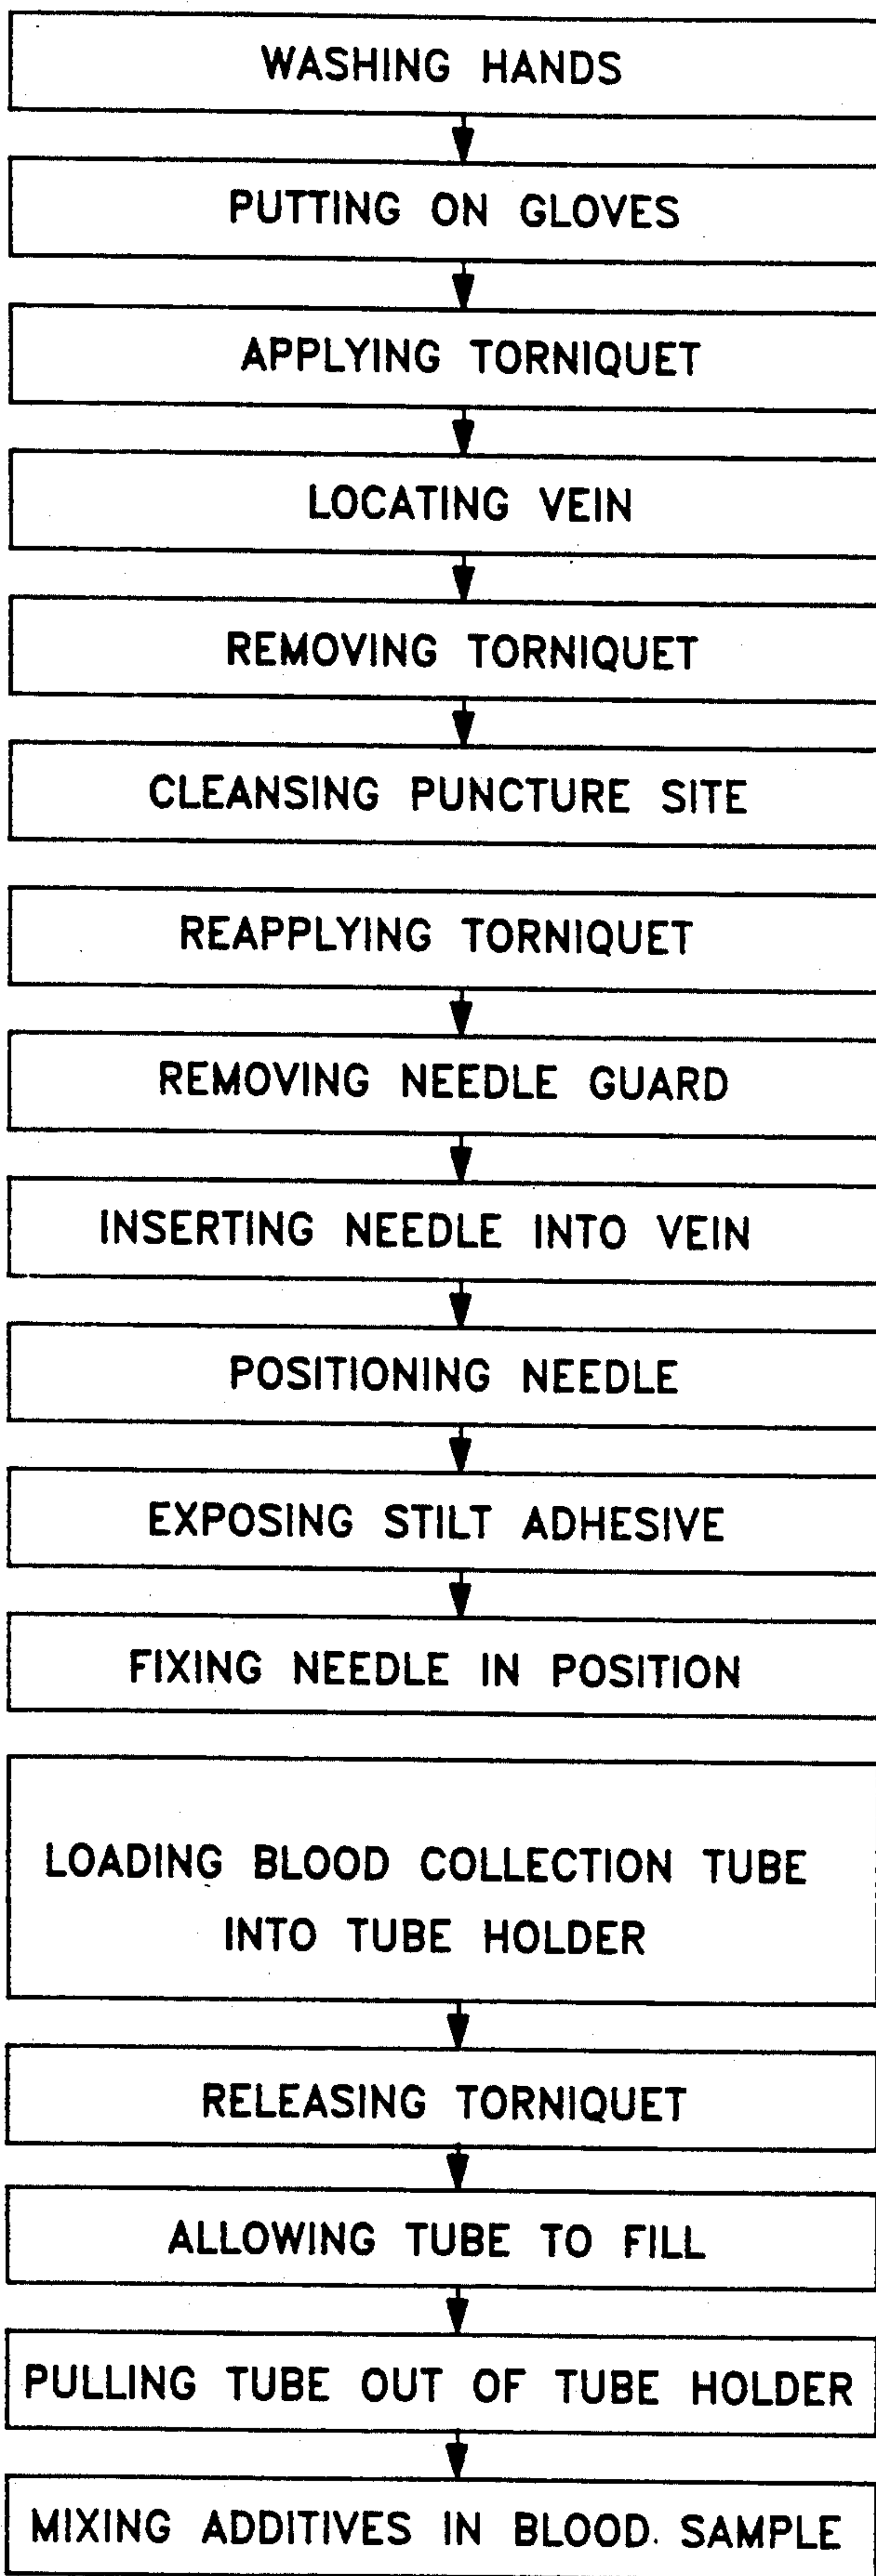 WASHING HANDS
PUTTING ON GLOVES
APPLYING TORNIQUET
LOCATING VEIN
REMOVING TORNIQUET
CLEANSING PUNCTURE SITE
REAPPLYING TORNIQUET
REMOVING NEEDLE GUARD
INSERTING NEEDLE INTO VEIN
POSITIONING NEEDLE
EXPOSING STILT ADHESIVE
FIXING NEEDLE IN POSITION
LOADING BLOOD COLLECTION TUBE
INTO TUBE HOLDER
RELEASING TORNIQUET
ALLOWING TUBE TO FILL
PULLING TUBE OUT OF TUBE HOLDER
MIXING ADDITIVES IN BLOOD SAMPLE